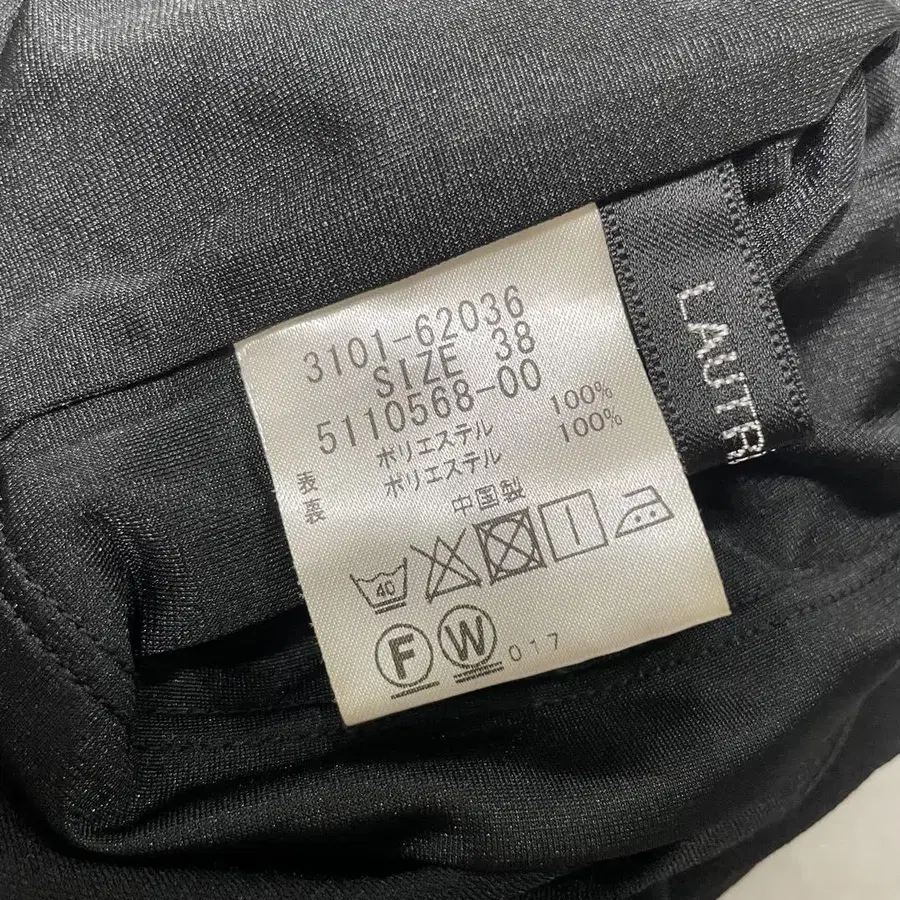 3101-62036
SIZE 38
5110568-00
表 ポリエステル 100%
裏 ポリエステル 100%
中国製
40
F W 017
LAUTR